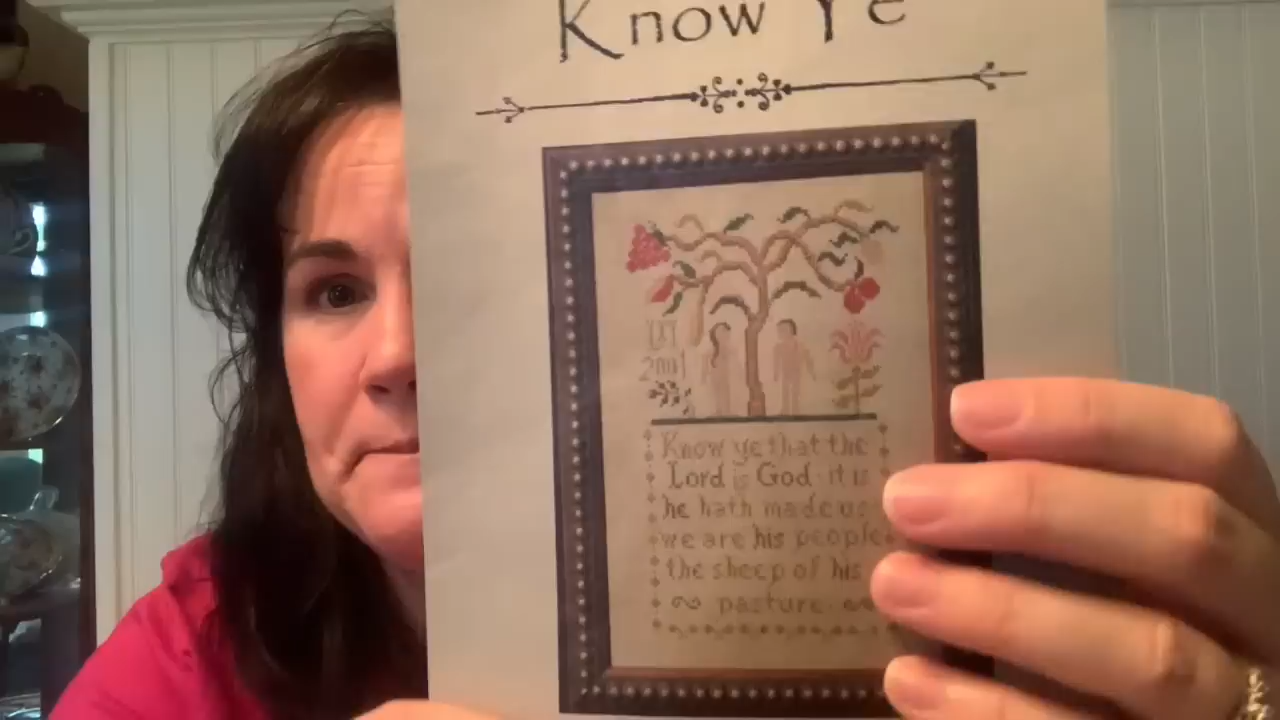 Know Ye
2001
Know ye that the
Lord is God it is
he hath made us
we are his people
the sheep of his
pasture